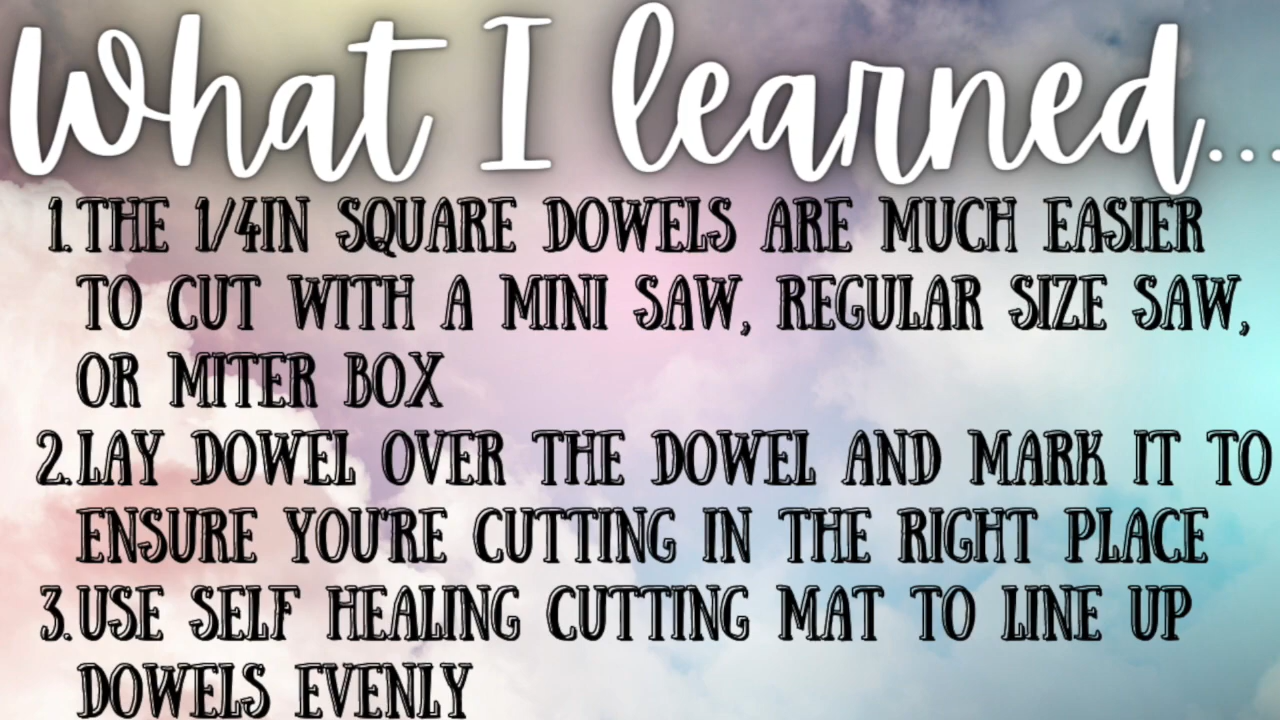 What I learned...
1. THE 1/4IN SQUARE DOWELS ARE MUCH EASIER
TO CUT WITH A MINI SAW, REGULAR SIZE SAW,
OR MITER BOX
2. LAY DOWEL OVER THE DOWEL AND MARK IT TO
ENSURE YOU'RE CUTTING IN THE RIGHT PLACE
3. USE SELF HEALING CUTTING MAT TO LINE UP
DOWELS EVENLY